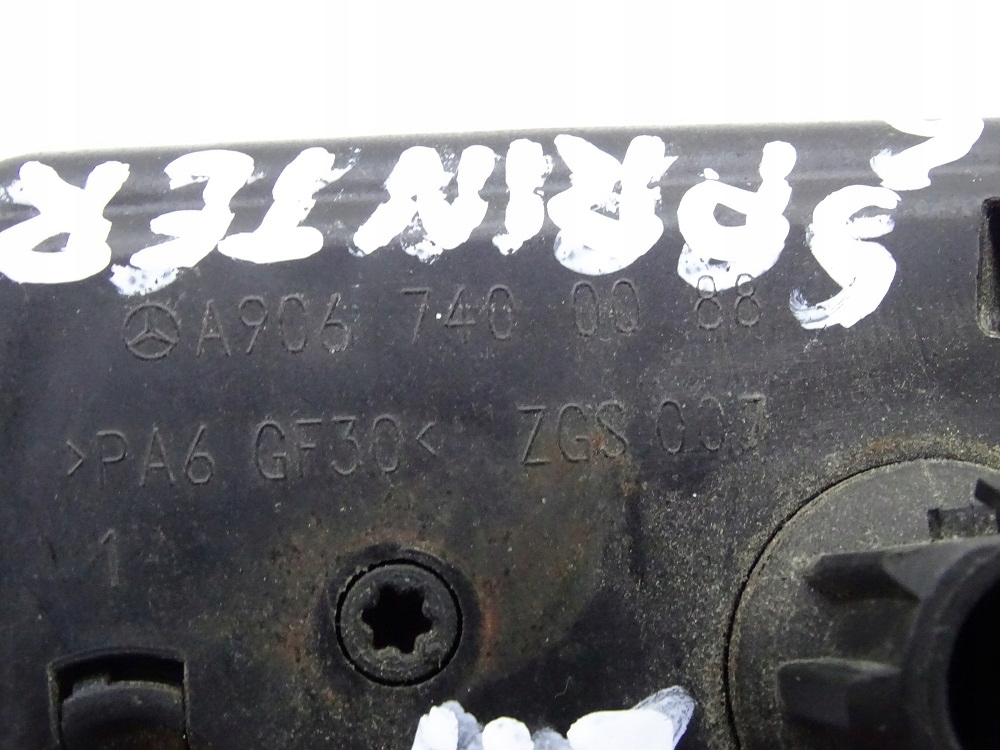 SPRINTER
A906 740 00 88
>PA6 GF30< ZGS 007
1